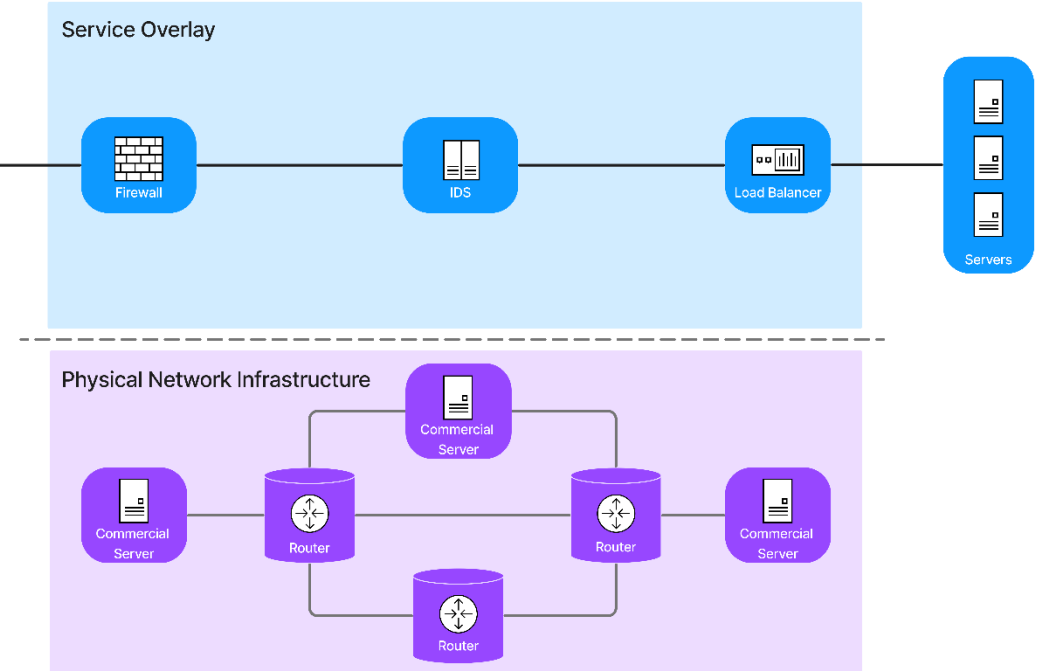 Service Overlay
Firewall
IDS
Load Balancer
Servers
Physical Network Infrastructure
Commercial
Server
Commercial
Server
Router
Router
Commercial
Server
Router